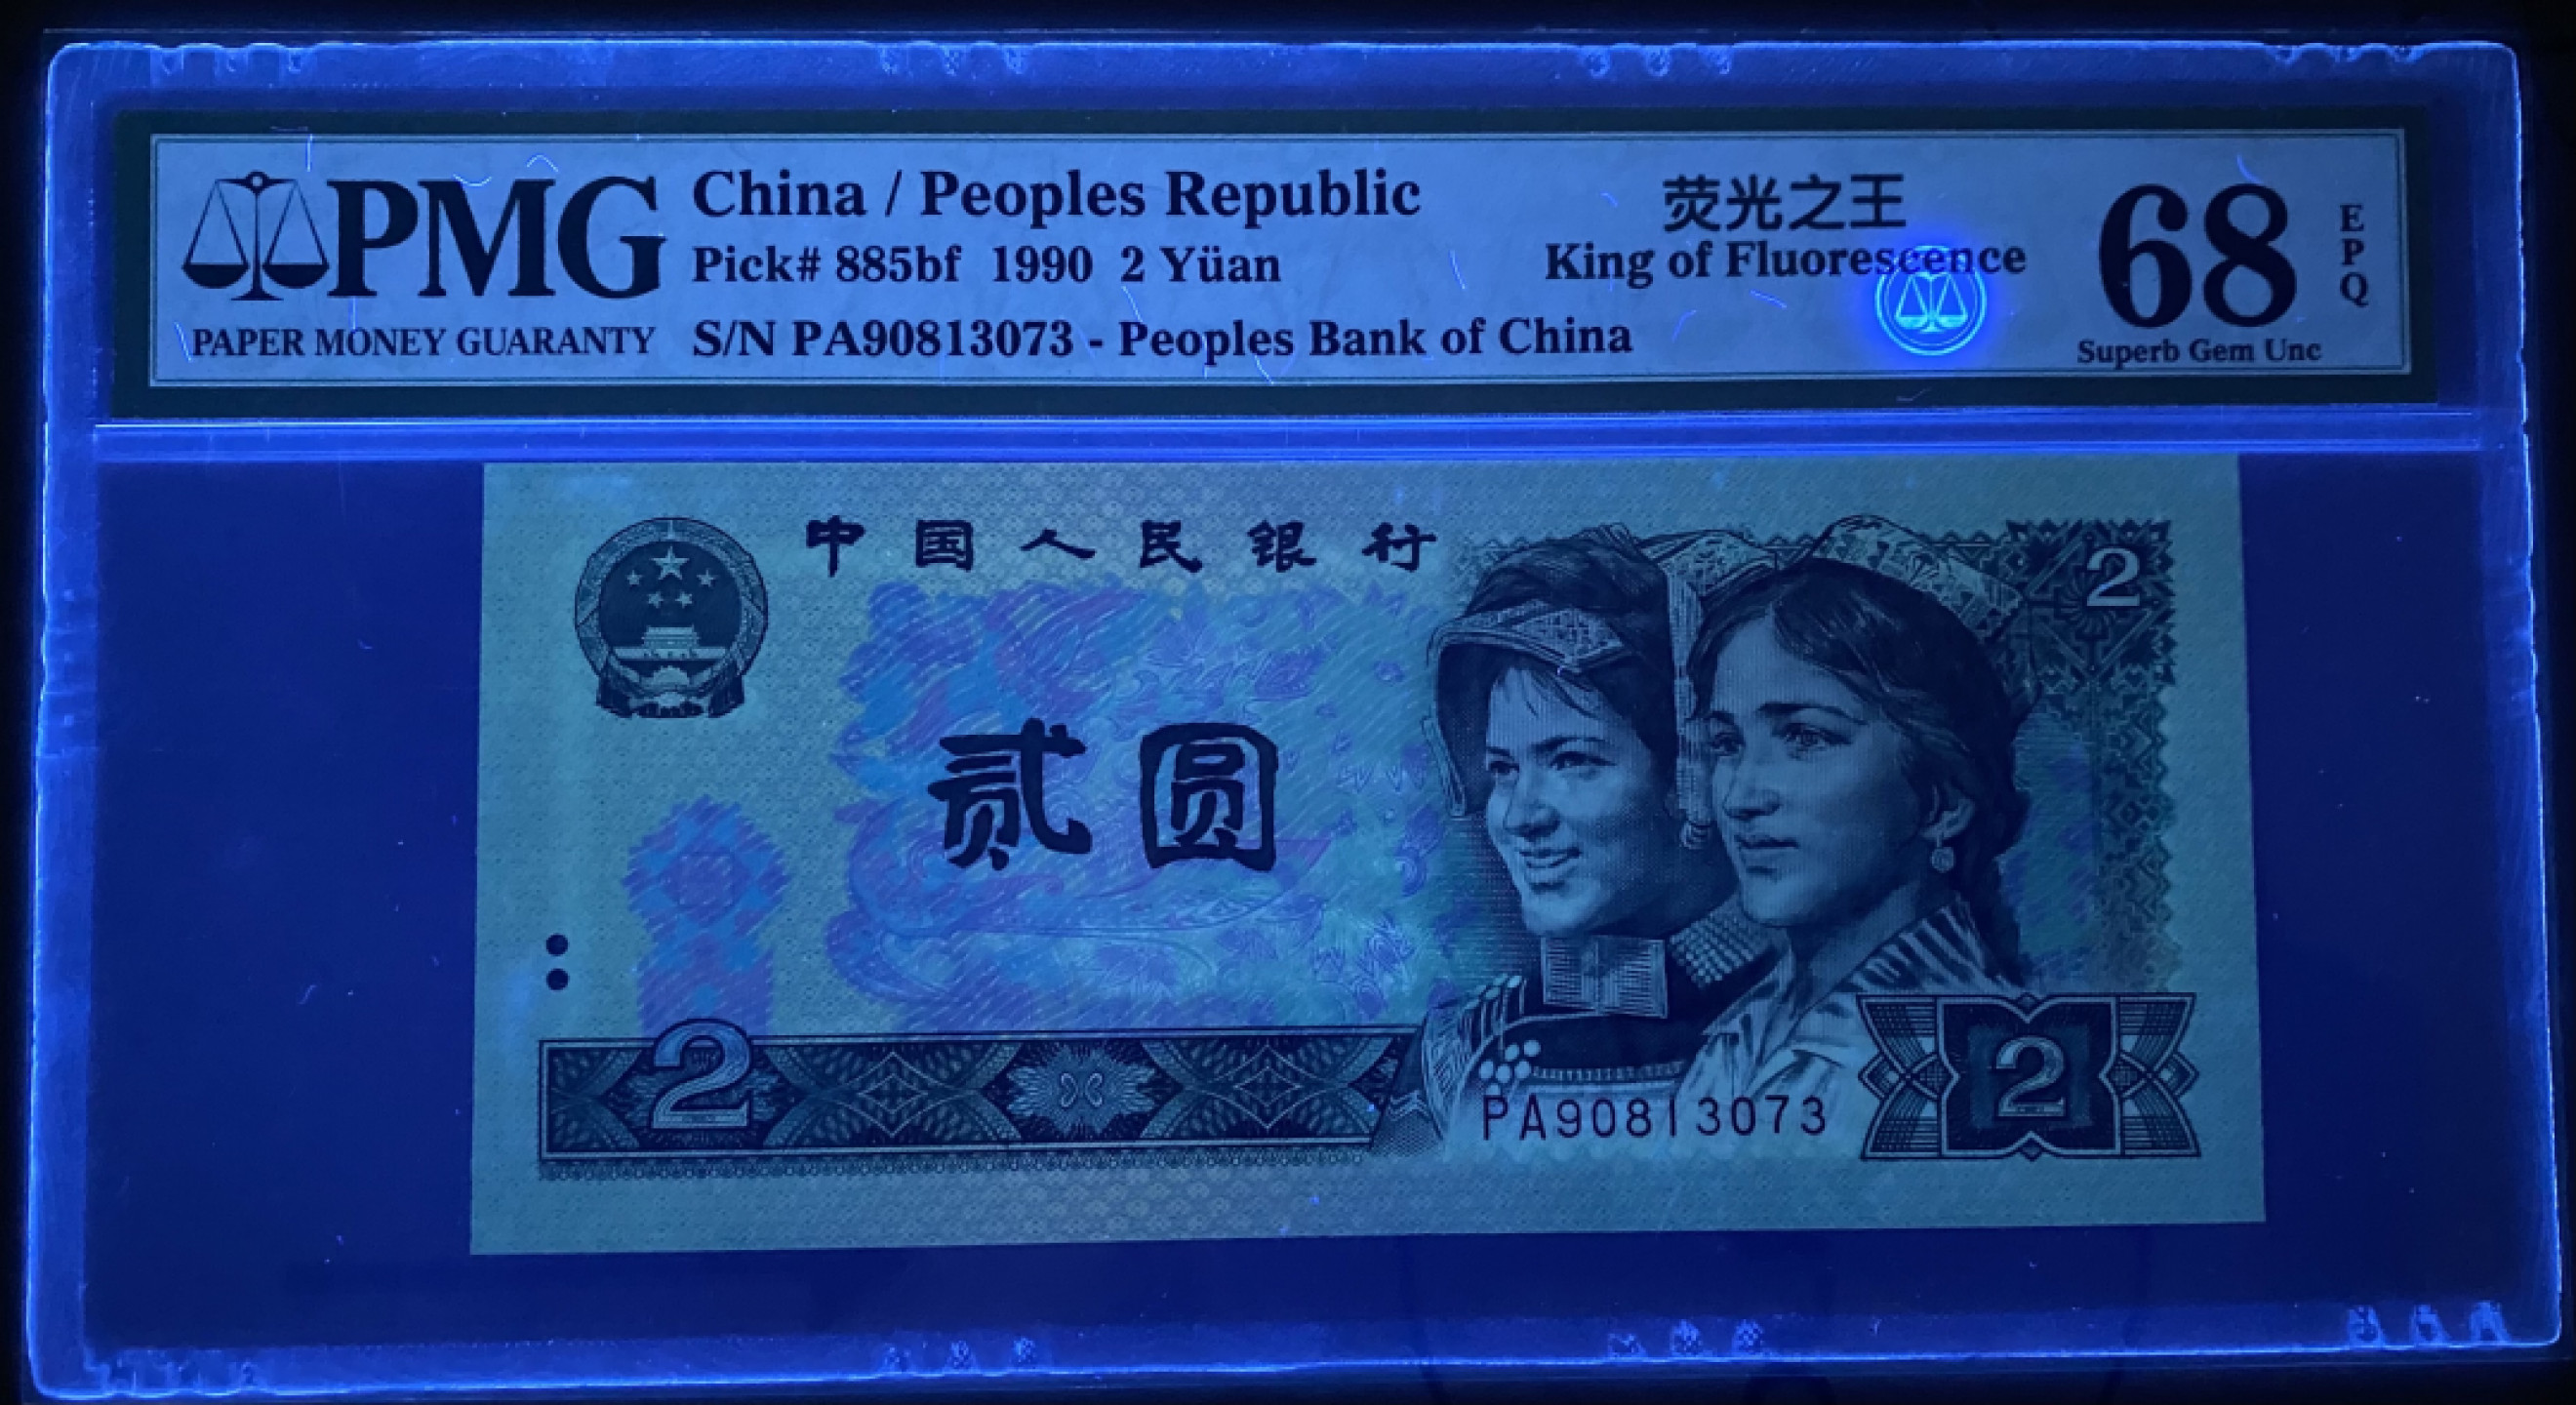 PMG
PAPER MONEY GUARANTY
China / Peoples Republic
Pick# 885bf 1990 2 Yüan
S/N PA90813073 - Peoples Bank of China
荧光之王
King of Fluorescence
68
EPQ
Superb Gem Unc
中国人民银行
2
贰圆
2
PA90813073
2